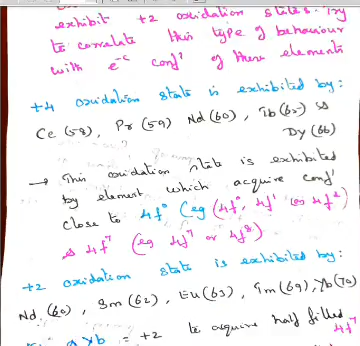 exhibit +2 oxidation states. Try
to correlate this type of behaviour
with e⁻c conf' of these elements
+4 oxidation state is exhibited by:
Ce (58), Pr (59) Nd (60), Tb (65) &
Dy (66)
→ This oxidation state is exhibited
by element which acquire conf'
close to 4f⁰ (eg 4f⁰, 4f¹ or 4f²)
& 4f⁷ (eg 4f⁷ or 4f⁸)
+2 oxidation state is exhibited by:
Nd (60), Sm (62), Eu (63), Tm (69), Yb (70)
Yb = +2 to acquire half filled
4f⁷